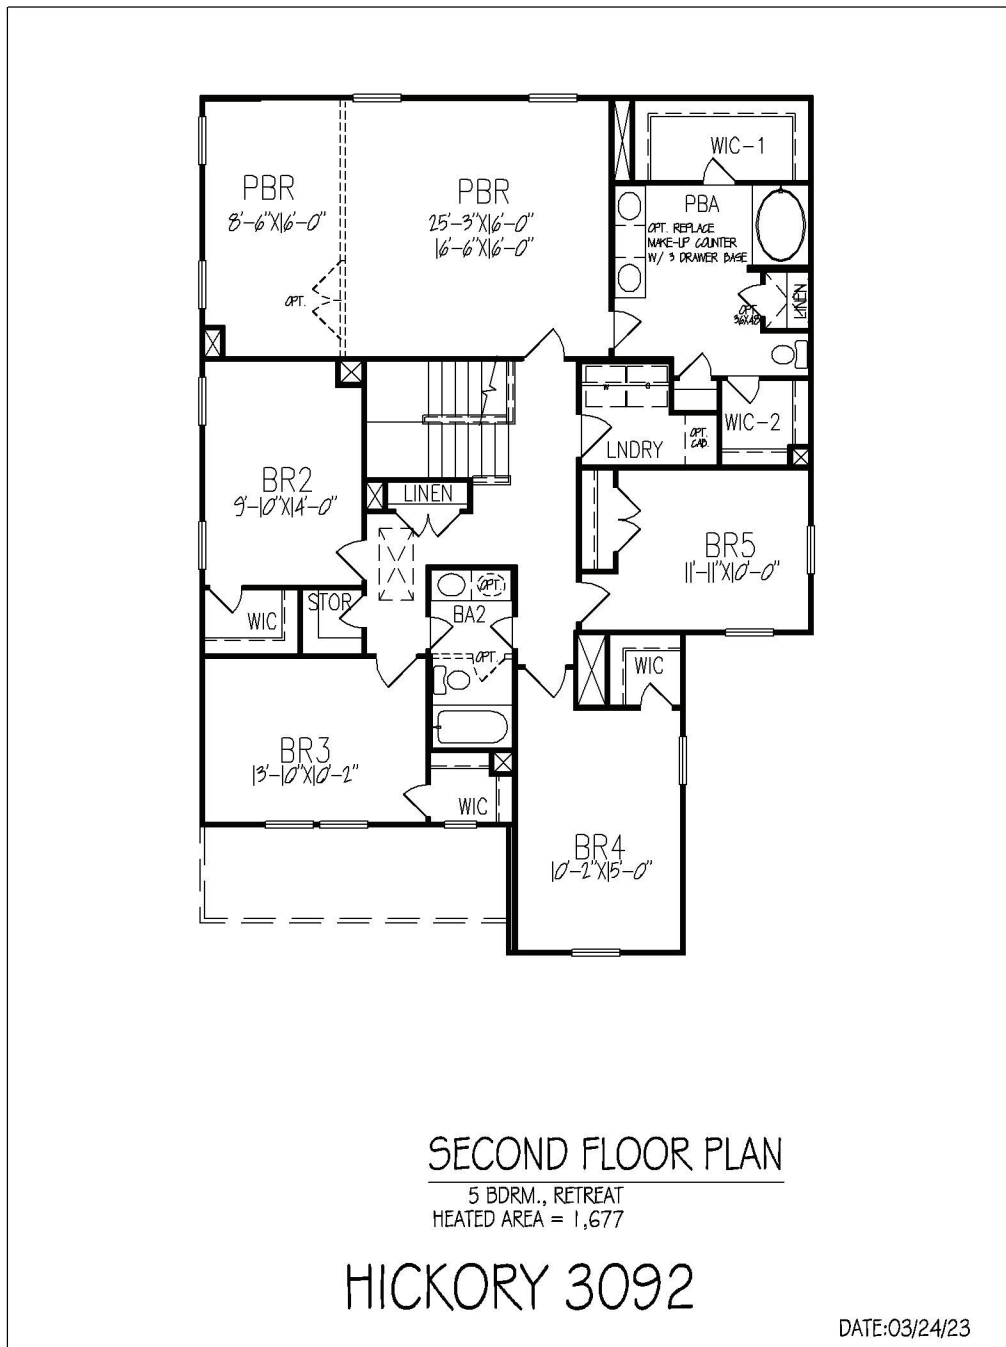 WIC-1
PBR
8'-6"X16'-0"
PBR
25'-3"X16'-0"
16'-6"X16'-0"
PBA
OPT. REPLACE
MAKE-UP COUNTER
W/ 3 DRAWER BASE
OPT.
LINEN
OPT.
36X48
W
D
WIC-2
OPT.
CAB.
LNDRY
BR2
9'-10"X14'-0"
LINEN
BR5
11'-11"X10'-0"
OPT.
STOR
WIC
BA2
OPT.
WIC
BR3
13'-10"X10'-2"
WIC
BR4
10'-2"X15'-0"
SECOND FLOOR PLAN
5 BDRM., RETREAT
HEATED AREA = 1,677
HICKORY 3092
DATE:03/24/23